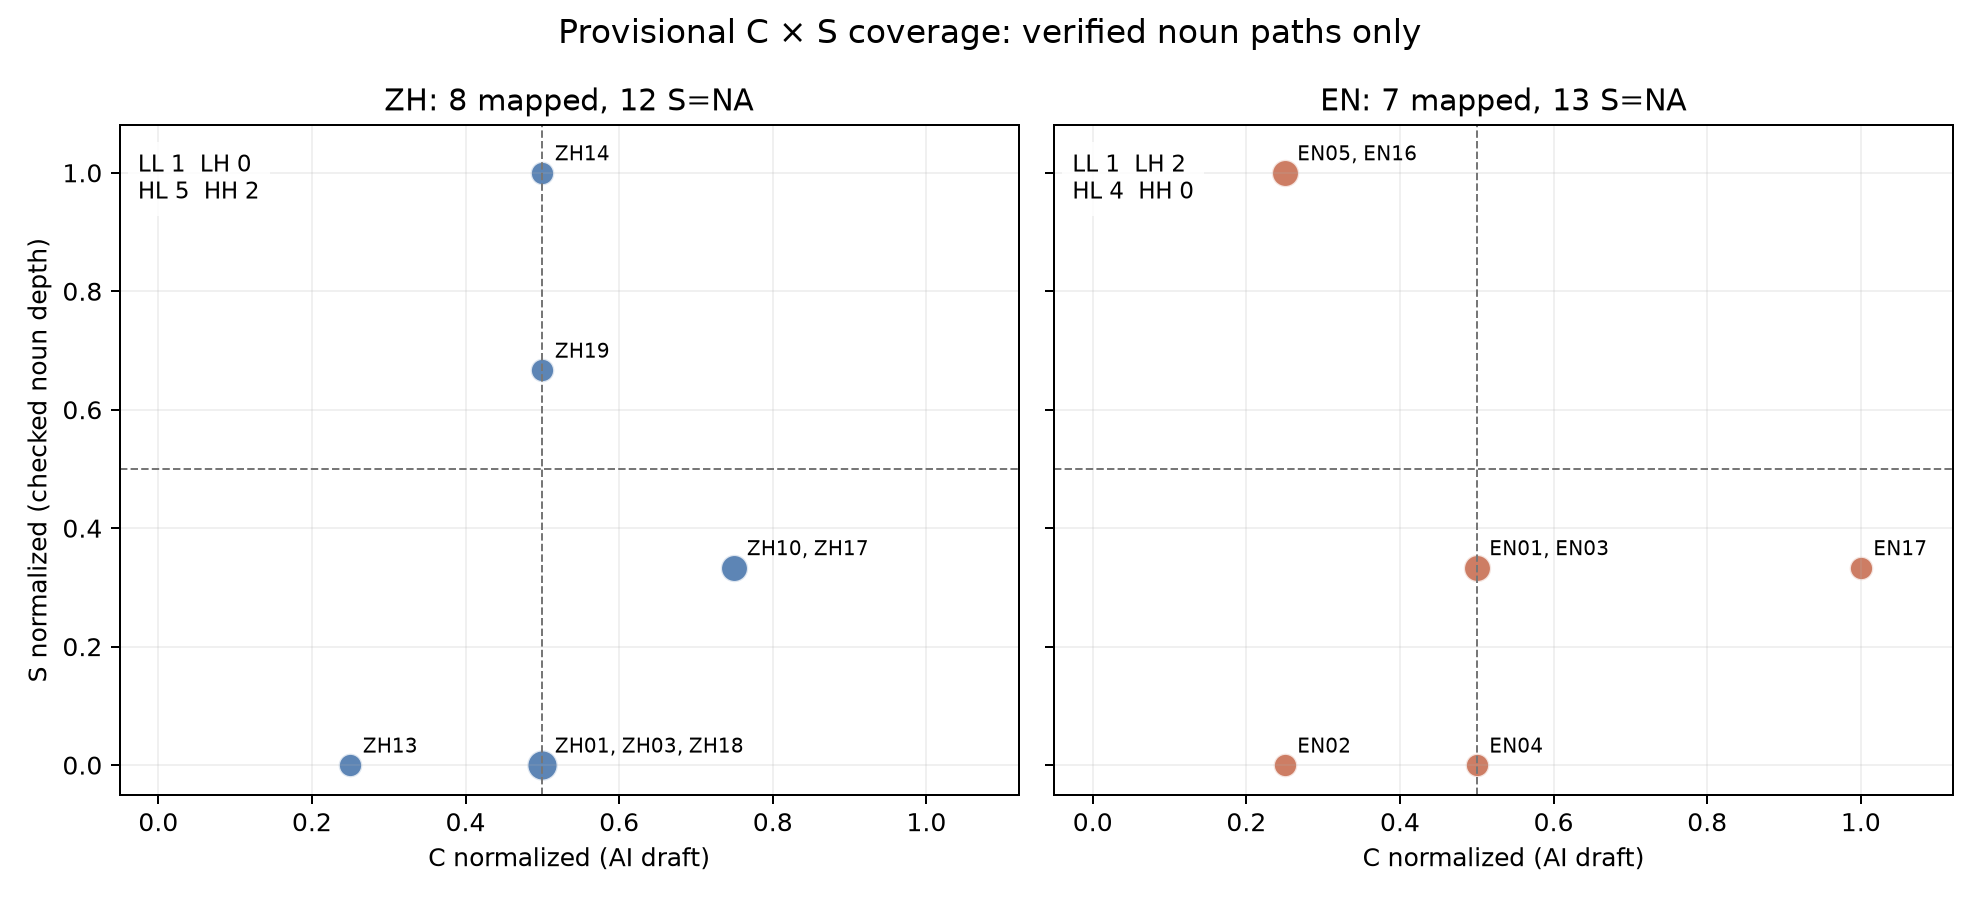 Provisional C × S coverage: verified noun paths only
ZH: 8 mapped, 12 S=NA
LL 1 LH 0
HL 5 HH 2
ZH14
ZH19
ZH10, ZH17
ZH13
ZH01, ZH03, ZH18
1.0
0.8
0.6
0.4
0.2
0.0
S normalized (checked noun depth)
0.0 0.2 0.4 0.6 0.8 1.0
C normalized (AI draft)
EN: 7 mapped, 13 S=NA
LL 1 LH 2
HL 4 HH 0
EN05, EN16
EN01, EN03
EN17
EN02
EN04
0.0 0.2 0.4 0.6 0.8 1.0
C normalized (AI draft)